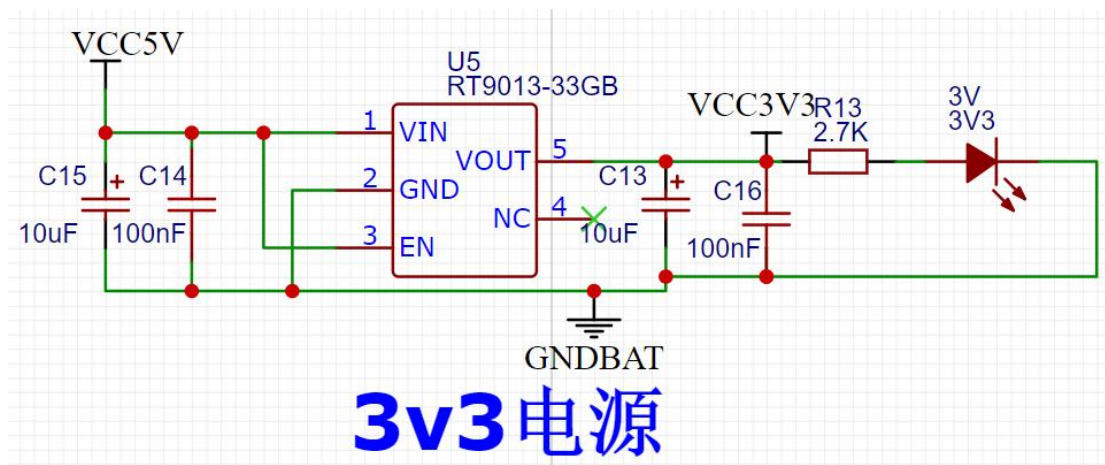 VCC5V
U5
RT9013-33GB
1
VIN
2
GND
3
EN
VOUT
5
NC
4
C15
+
10uF
C14
100nF
C13
+
10uF
VCC3V3
C16
100nF
R13
2.7K
3V
3V3
GNDBAT
3v3电源